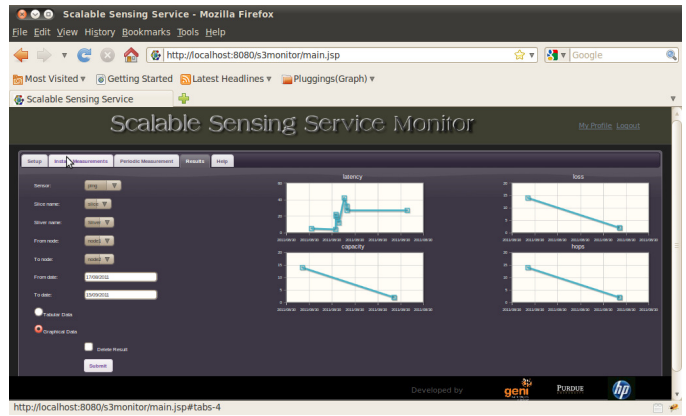 Scalable Sensing Service - Mozilla Firefox
File Edit View History Bookmarks Tools Help
http://localhost:8080/s3monitor/main.jsp
Google
Most Visited Getting Started Latest Headlines Pluggings(Graph)
Scalable Sensing Service
Scalable Sensing Service Monitor
My Profile Logout
Setup Measurements Periodic Measurement Results Help
Sensor: ping
Slice name: slice
Sliver name: Sliver
From node: node1
To node: node2
From date: 17/08/2011
To date: 15/09/2011
Tabular Data
Graphical Data
Delete Result
Submit
latency
loss
capacity
hops
Developed by
geni
PURDUE
hp
http://localhost:8080/s3monitor/main.jsp#tabs-4